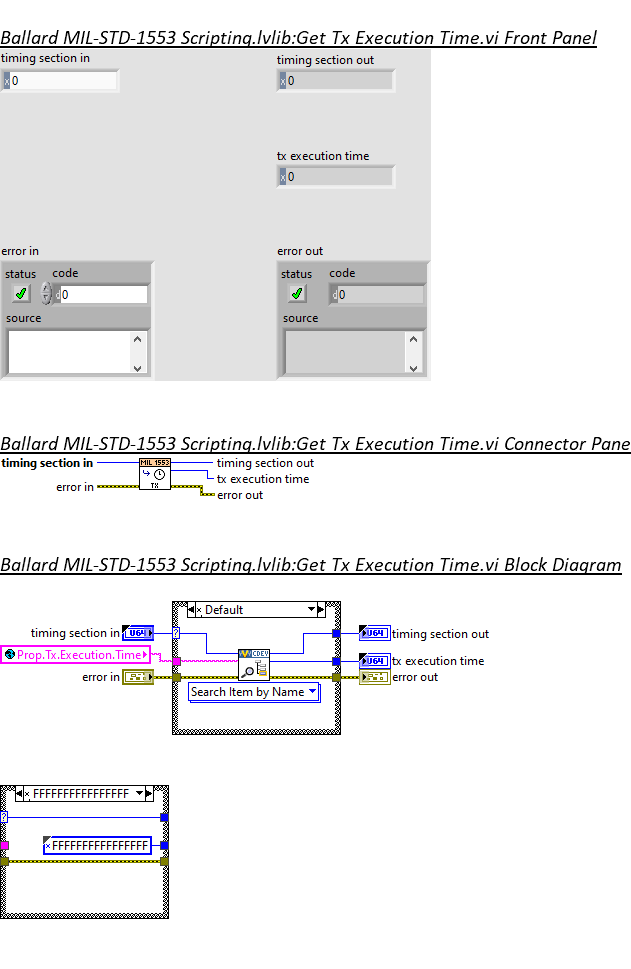 Ballard MIL-STD-1553 Scripting.lvlib:Get Tx Execution Time.vi Front Panel
timing section in
timing section out
x 0
x 0
tx execution time
x 0
error in
error out
status code
status code
d 0
d 0
source
source
Ballard MIL-STD-1553 Scripting.lvlib:Get Tx Execution Time.vi Connector Pane
timing section in
MIL 1553
timing section out
tx execution time
error in
TX
error out
Ballard MIL-STD-1553 Scripting.lvlib:Get Tx Execution Time.vi Block Diagram
x Default
timing section in U64
?
U64 timing section out
Prop.Tx.Execution.Time
CDEV
U64 tx execution time
error in
error out
Search Item by Name
x FFFFFFFFFFFFFFFF
?
x FFFFFFFFFFFFFFFF